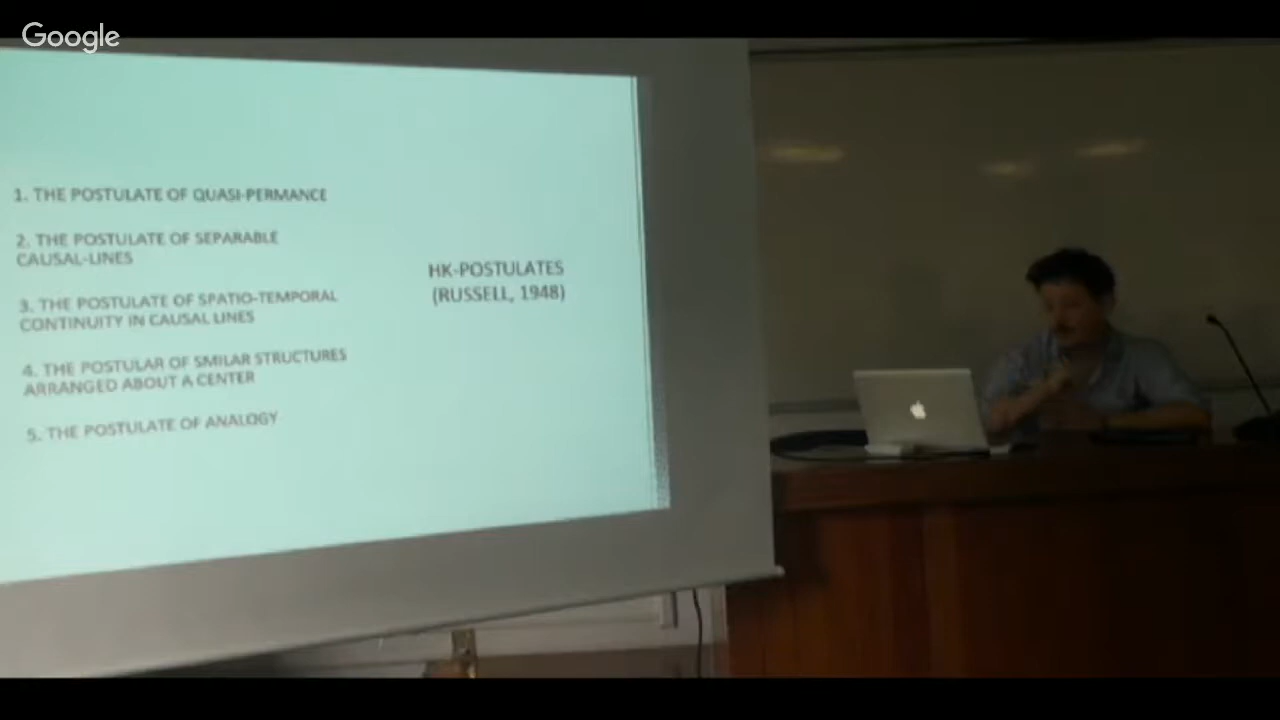 Google
1. THE POSTULATE OF QUASI-PERMANCE
2. THE POSTULATE OF SEPARABLE
CAUSAL-LINES
3. THE POSTULATE OF SPATIO-TEMPORAL
CONTINUITY IN CAUSAL LINES
4. THE POSTULAR OF SMILAR STRUCTURES
ARRANGED ABOUT A CENTER
5. THE POSTULATE OF ANALOGY
HK-POSTULATES
(RUSSELL, 1948)